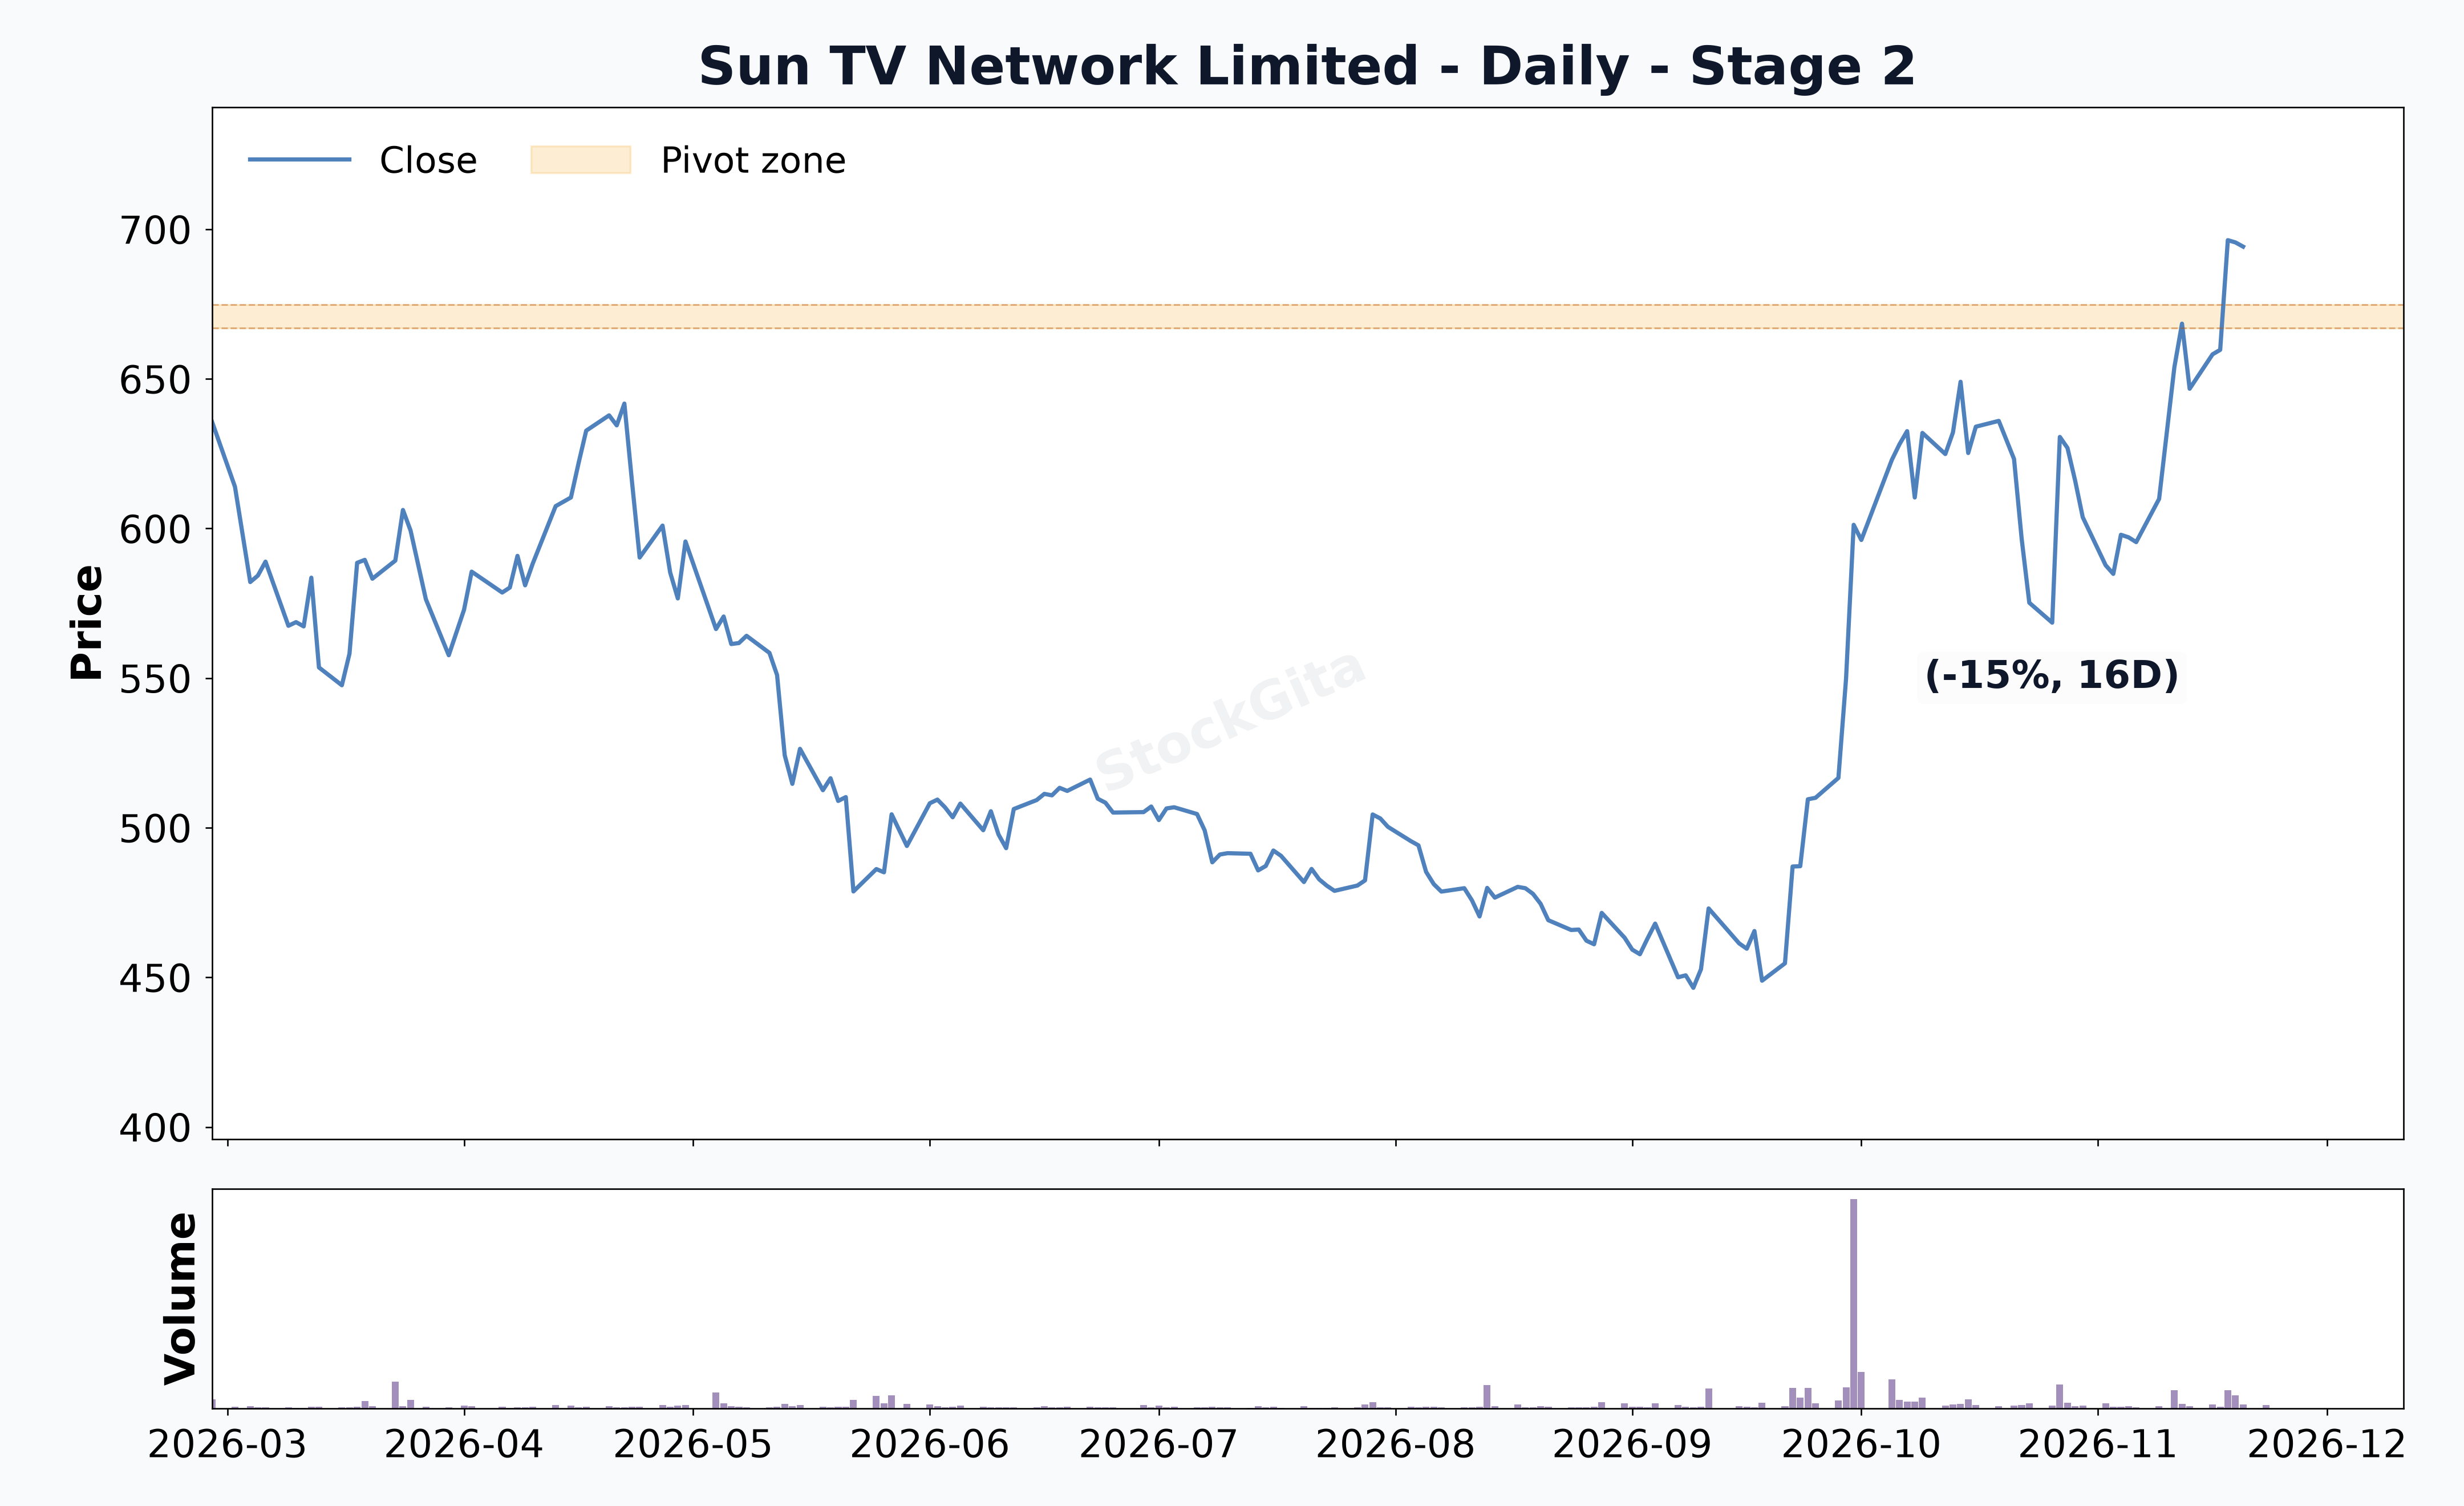 Sun TV Network Limited - Daily - Stage 2
Close
Pivot zone
700
650
600
550
500
450
400
Price
(-15%, 16D)
StockGita
Volume
2026-03
2026-04
2026-05
2026-06
2026-07
2026-08
2026-09
2026-10
2026-11
2026-12